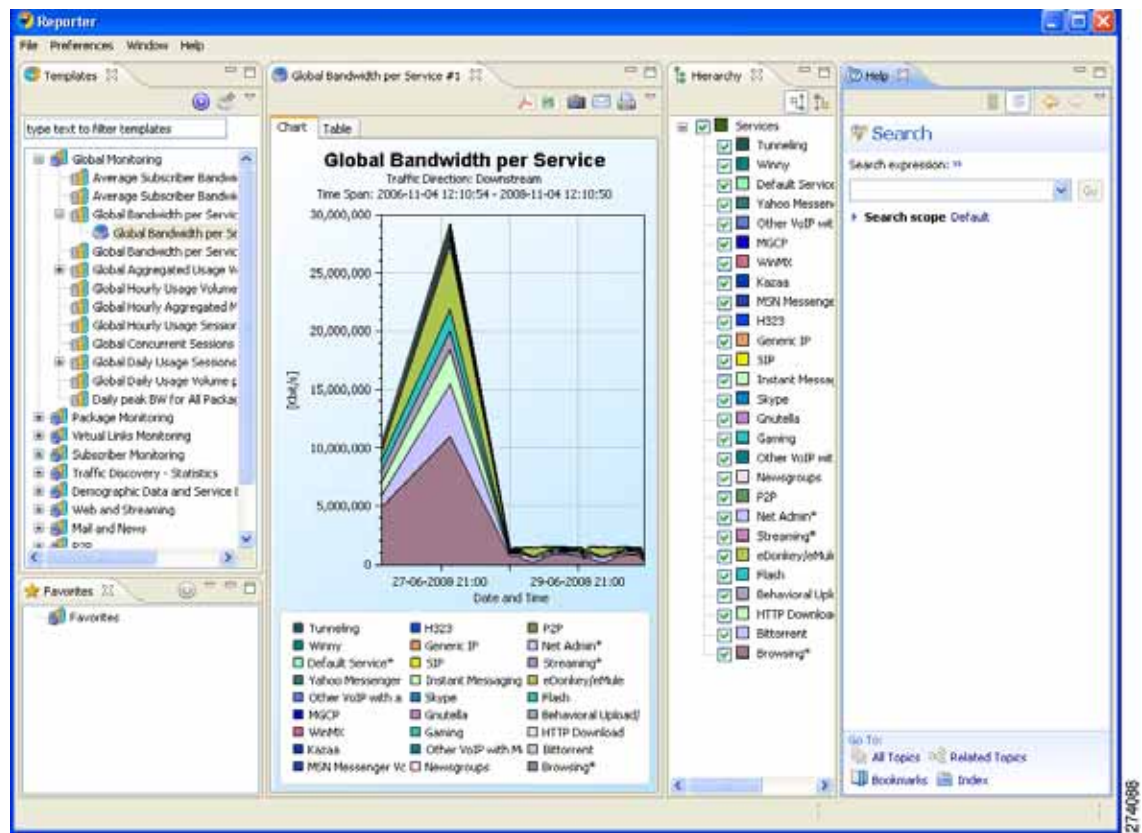 Reporter
File Preferences Window Help
Templates
type text to filter templates
Global Monitoring
Average Subscriber Bandw
Average Subscriber Bandw
Global Bandwidth per Servic
Global Bandwidth per Se
Global Bandwidth per Servic
Global Aggregated Usage W
Global Hourly Usage Volume
Global Hourly Aggregated M
Global Hourly Usage Session
Global Concurrent Sessions
Global Daily Usage Sessions
Global Daily Usage Volume p
Daily peak BW for All Packag
Package Monitoring
Virtual Links Monitoring
Subscriber Monitoring
Traffic Discovery - Statistics
Demographic Data and Service
Web and Streaming
Mail and News
P2P
Favorites
Favorites
Global Bandwidth per Service #1
Chart Table
Global Bandwidth per Service
Traffic Direction: Downstream
Time Span: 2006-11-04 12:10:54 - 2008-11-04 12:10:50
30,000,000
25,000,000
20,000,000
15,000,000
10,000,000
5,000,000
0
[Kbit/s]
27-06-2008 21:00 29-06-2008 21:00
Date and Time
Tunneling H323 P2P
Winny Generic IP Net Admin*
Default Service* SIP Streaming*
Yahoo Messenger Instant Messaging eDonkey/eMule
Other VoIP with a Skype Flash
MGCP Gnutella Behavioral Upload/
WinMX Gaming HTTP Download
Kazaa Other VoIP with M Bittorrent
MSN Messenger Vo Newsgroups Browsing*
Hierarchy
Services
Tunneling
Winny
Default Service
Yahoo Messen
Other VoIP wit
MGCP
WinMX
Kazaa
MSN Messenge
H323
Generic IP
SIP
Instant Messag
Skype
Gnutella
Gaming
Other VoIP wit
Newsgroups
P2P
Net Admin*
Streaming*
eDonkey/eMule
Flash
Behavioral Upl
HTTP Downloa
Bittorrent
Browsing*
Help
Search
Search expression: »
Go
Search scope Default
Go To:
All Topics Related Topics
Bookmarks Index
274086